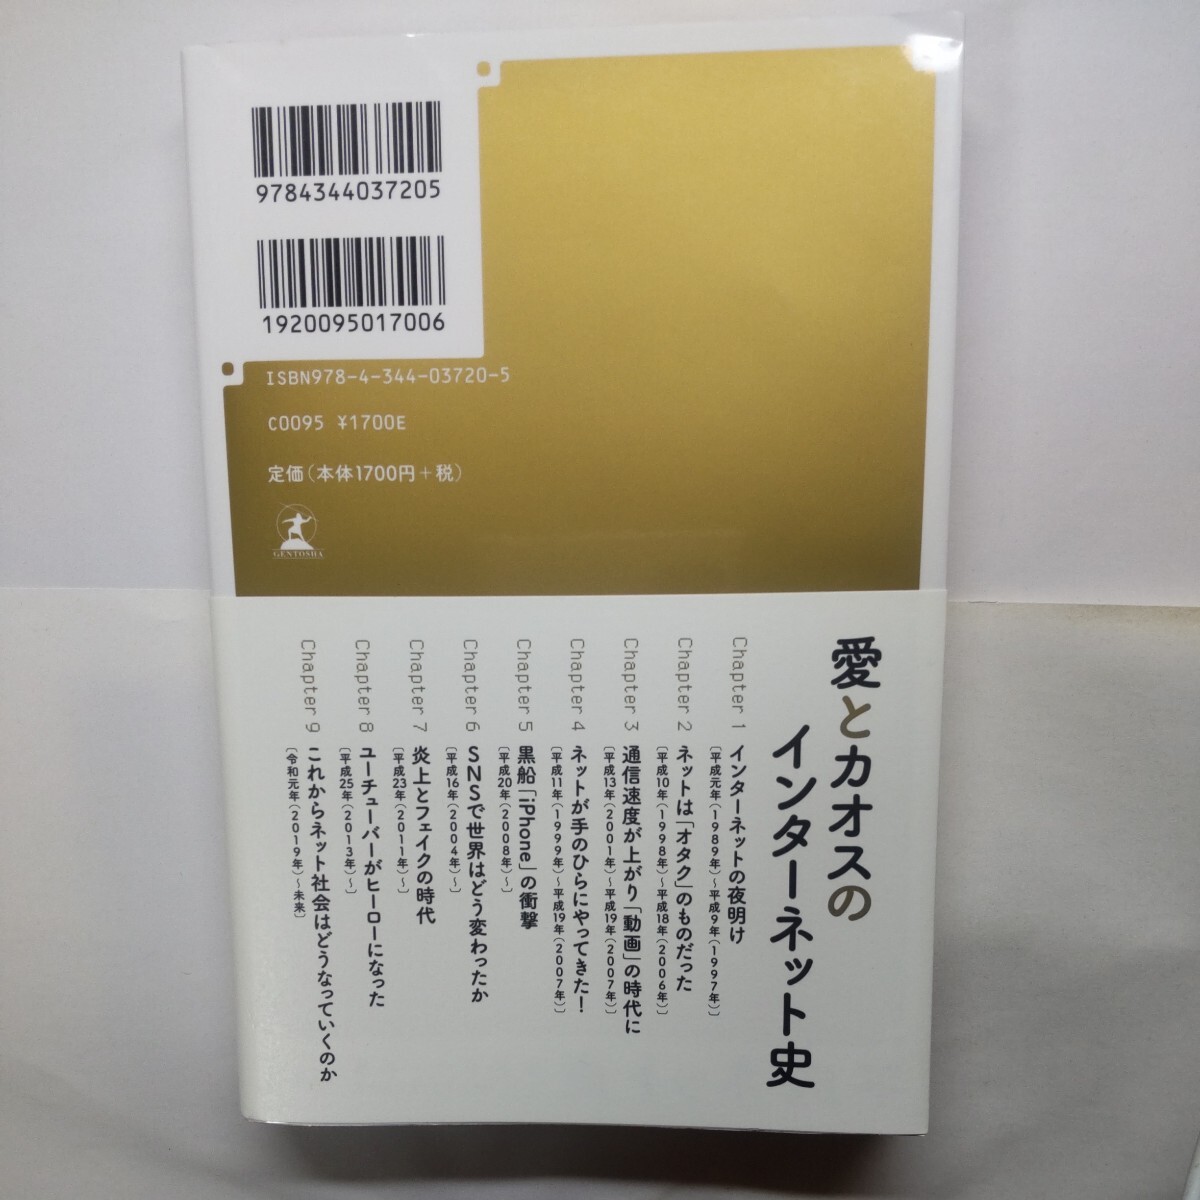 9784344037205
1920095017006
ISBN978-4-344-03720-5
C0095 ¥1700E
定価(本体1700円+税)
GENTOSHA
愛とカオスの
インターネット史
Chapter 1 インターネットの夜明け
〔平成元年(1989年)～平成9年(1997年)〕
Chapter 2 ネットは「オタク」のものだった
〔平成10年(1998年)～平成18年(2006年)〕
Chapter 3 通信速度が上がり「動画」の時代に
〔平成13年(2001年)～平成19年(2007年)〕
Chapter 4 ネットが手のひらにやってきた!
〔平成11年(1999年)～平成19年(2007年)〕
Chapter 5 黒船「iPhone」の衝撃
〔平成20年(2008年)～〕
Chapter 6 SNSで世界はどう変わったか
〔平成16年(2004年)～〕
Chapter 7 炎上とフェイクの時代
〔平成23年(2011年)～〕
Chapter 8 ユーチューバーがヒーローになった
〔平成25年(2013年)～〕
Chapter 9 これからネット社会はどうなっていくのか
〔令和元年(2019年)～未来〕